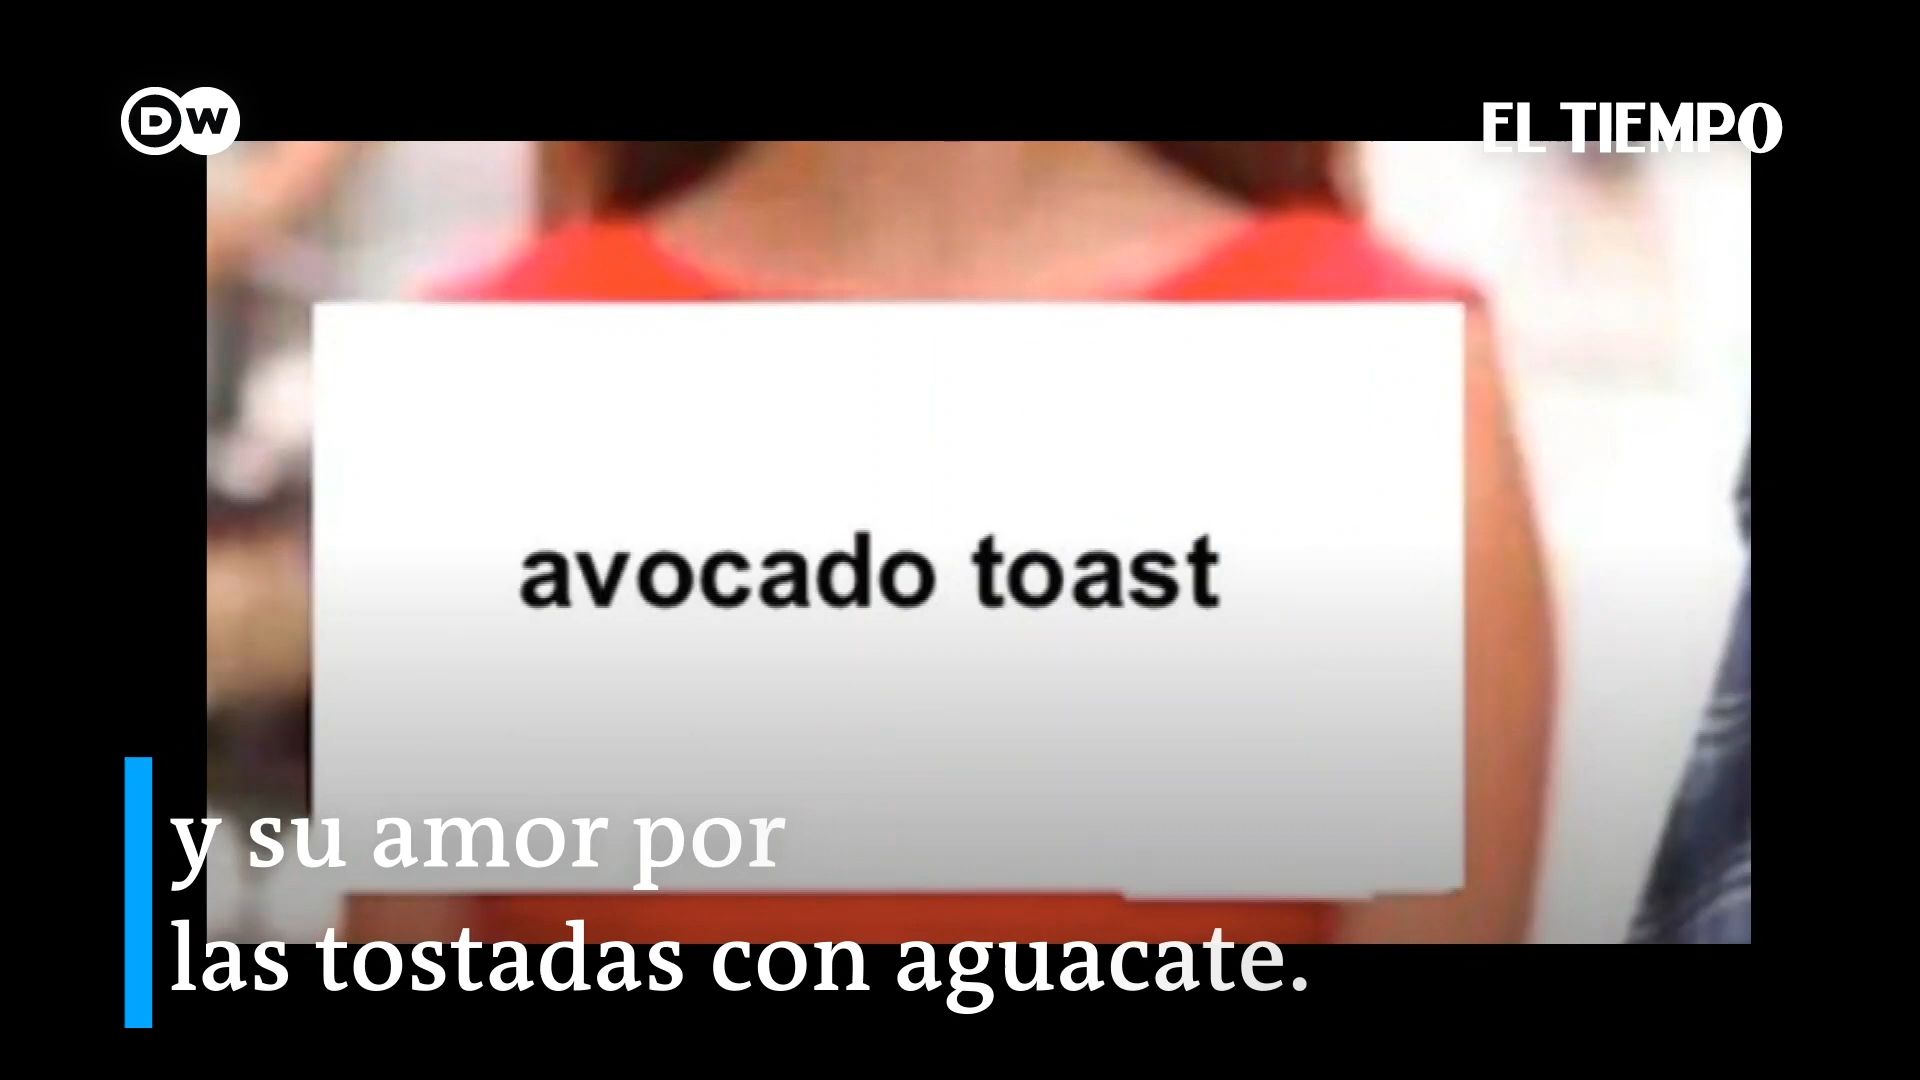 DW
EL TIEMPO
avocado toast
y su amor por
las tostadas con aguacate.